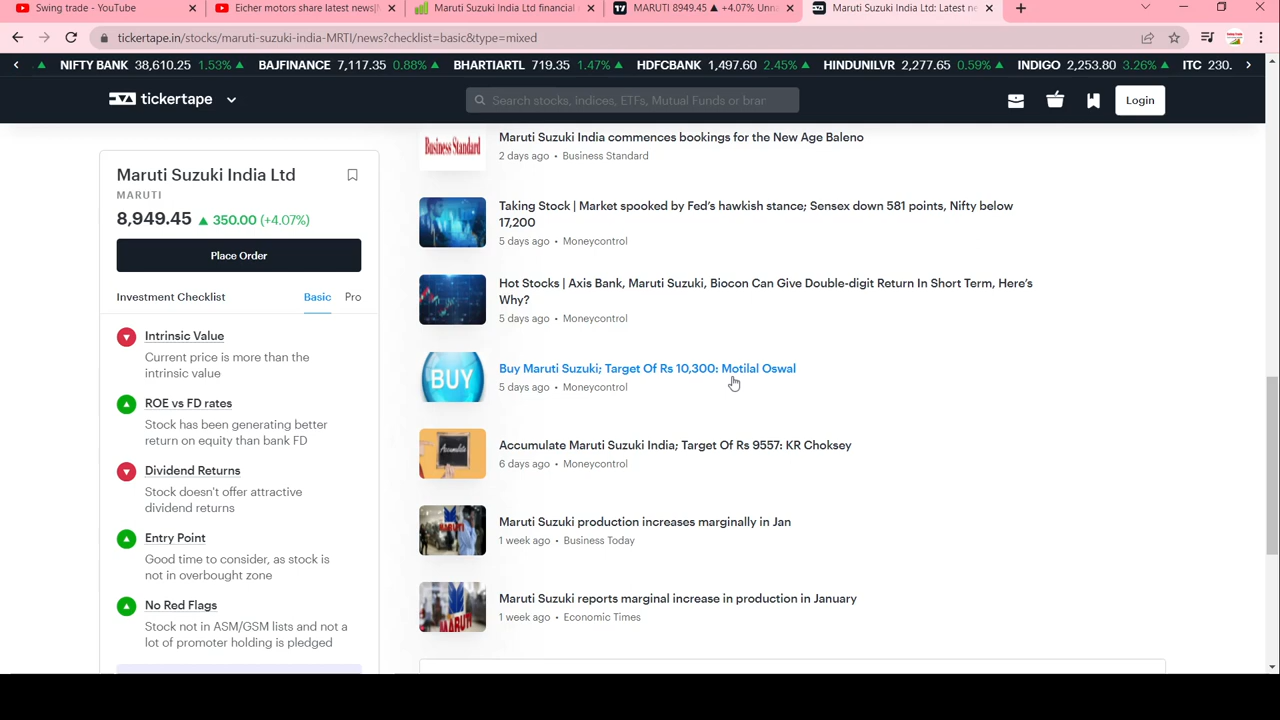 Swing trade - YouTube
Eicher motors share latest news|N
Maruti Suzuki India Ltd financial
MARUTI 8949.45 ▲ +4.07% Unna
Maruti Suzuki India Ltd: Latest ne
tickertape.in/stocks/maruti-suzuki-india-MRTI/news?checklist=basic&type=mixed
NIFTY BANK 38,610.25 1.53% BAJFINANCE 7,117.35 0.88% BHARTIARTL 719.35 1.47% HDFCBANK 1,497.60 2.45% HINDUNILVR 2,277.65 0.59% INDIGO 2,253.80 3.26% ITC 230.
tickertape
Search stocks, indices, ETFs, Mutual Funds or brar
Login
Maruti Suzuki India Ltd
MARUTI
8,949.45 ▲ 350.00 (+4.07%)
Place Order
Investment Checklist Basic Pro
Intrinsic Value
Current price is more than the
intrinsic value
ROE vs FD rates
Stock has been generating better
return on equity than bank FD
Dividend Returns
Stock doesn't offer attractive
dividend returns
Entry Point
Good time to consider, as stock is
not in overbought zone
No Red Flags
Stock not in ASM/GSM lists and not a
lot of promoter holding is pledged
Business Standard
Maruti Suzuki India commences bookings for the New Age Baleno
2 days ago • Business Standard
Taking Stock | Market spooked by Fed's hawkish stance; Sensex down 581 points, Nifty below
17,200
5 days ago • Moneycontrol
Hot Stocks | Axis Bank, Maruti Suzuki, Biocon Can Give Double-digit Return In Short Term, Here's
Why?
5 days ago • Moneycontrol
BUY
Buy Maruti Suzuki; Target Of Rs 10,300: Motilal Oswal
5 days ago • Moneycontrol
Accumulate
Accumulate Maruti Suzuki India; Target Of Rs 9557: KR Choksey
6 days ago • Moneycontrol
Maruti Suzuki production increases marginally in Jan
1 week ago • Business Today
MARUTI
Maruti Suzuki reports marginal increase in production in January
1 week ago • Economic Times